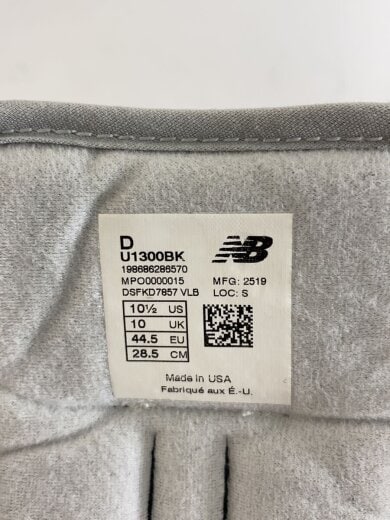 D
U1300BK
198686286570
MPO0000015
DSFKD7857 VLB
NB
MFG: 2519
LOC: S
10½ US
10 UK
44.5 EU
28.5 CM
Made in USA
Fabriqué aux É.-U.